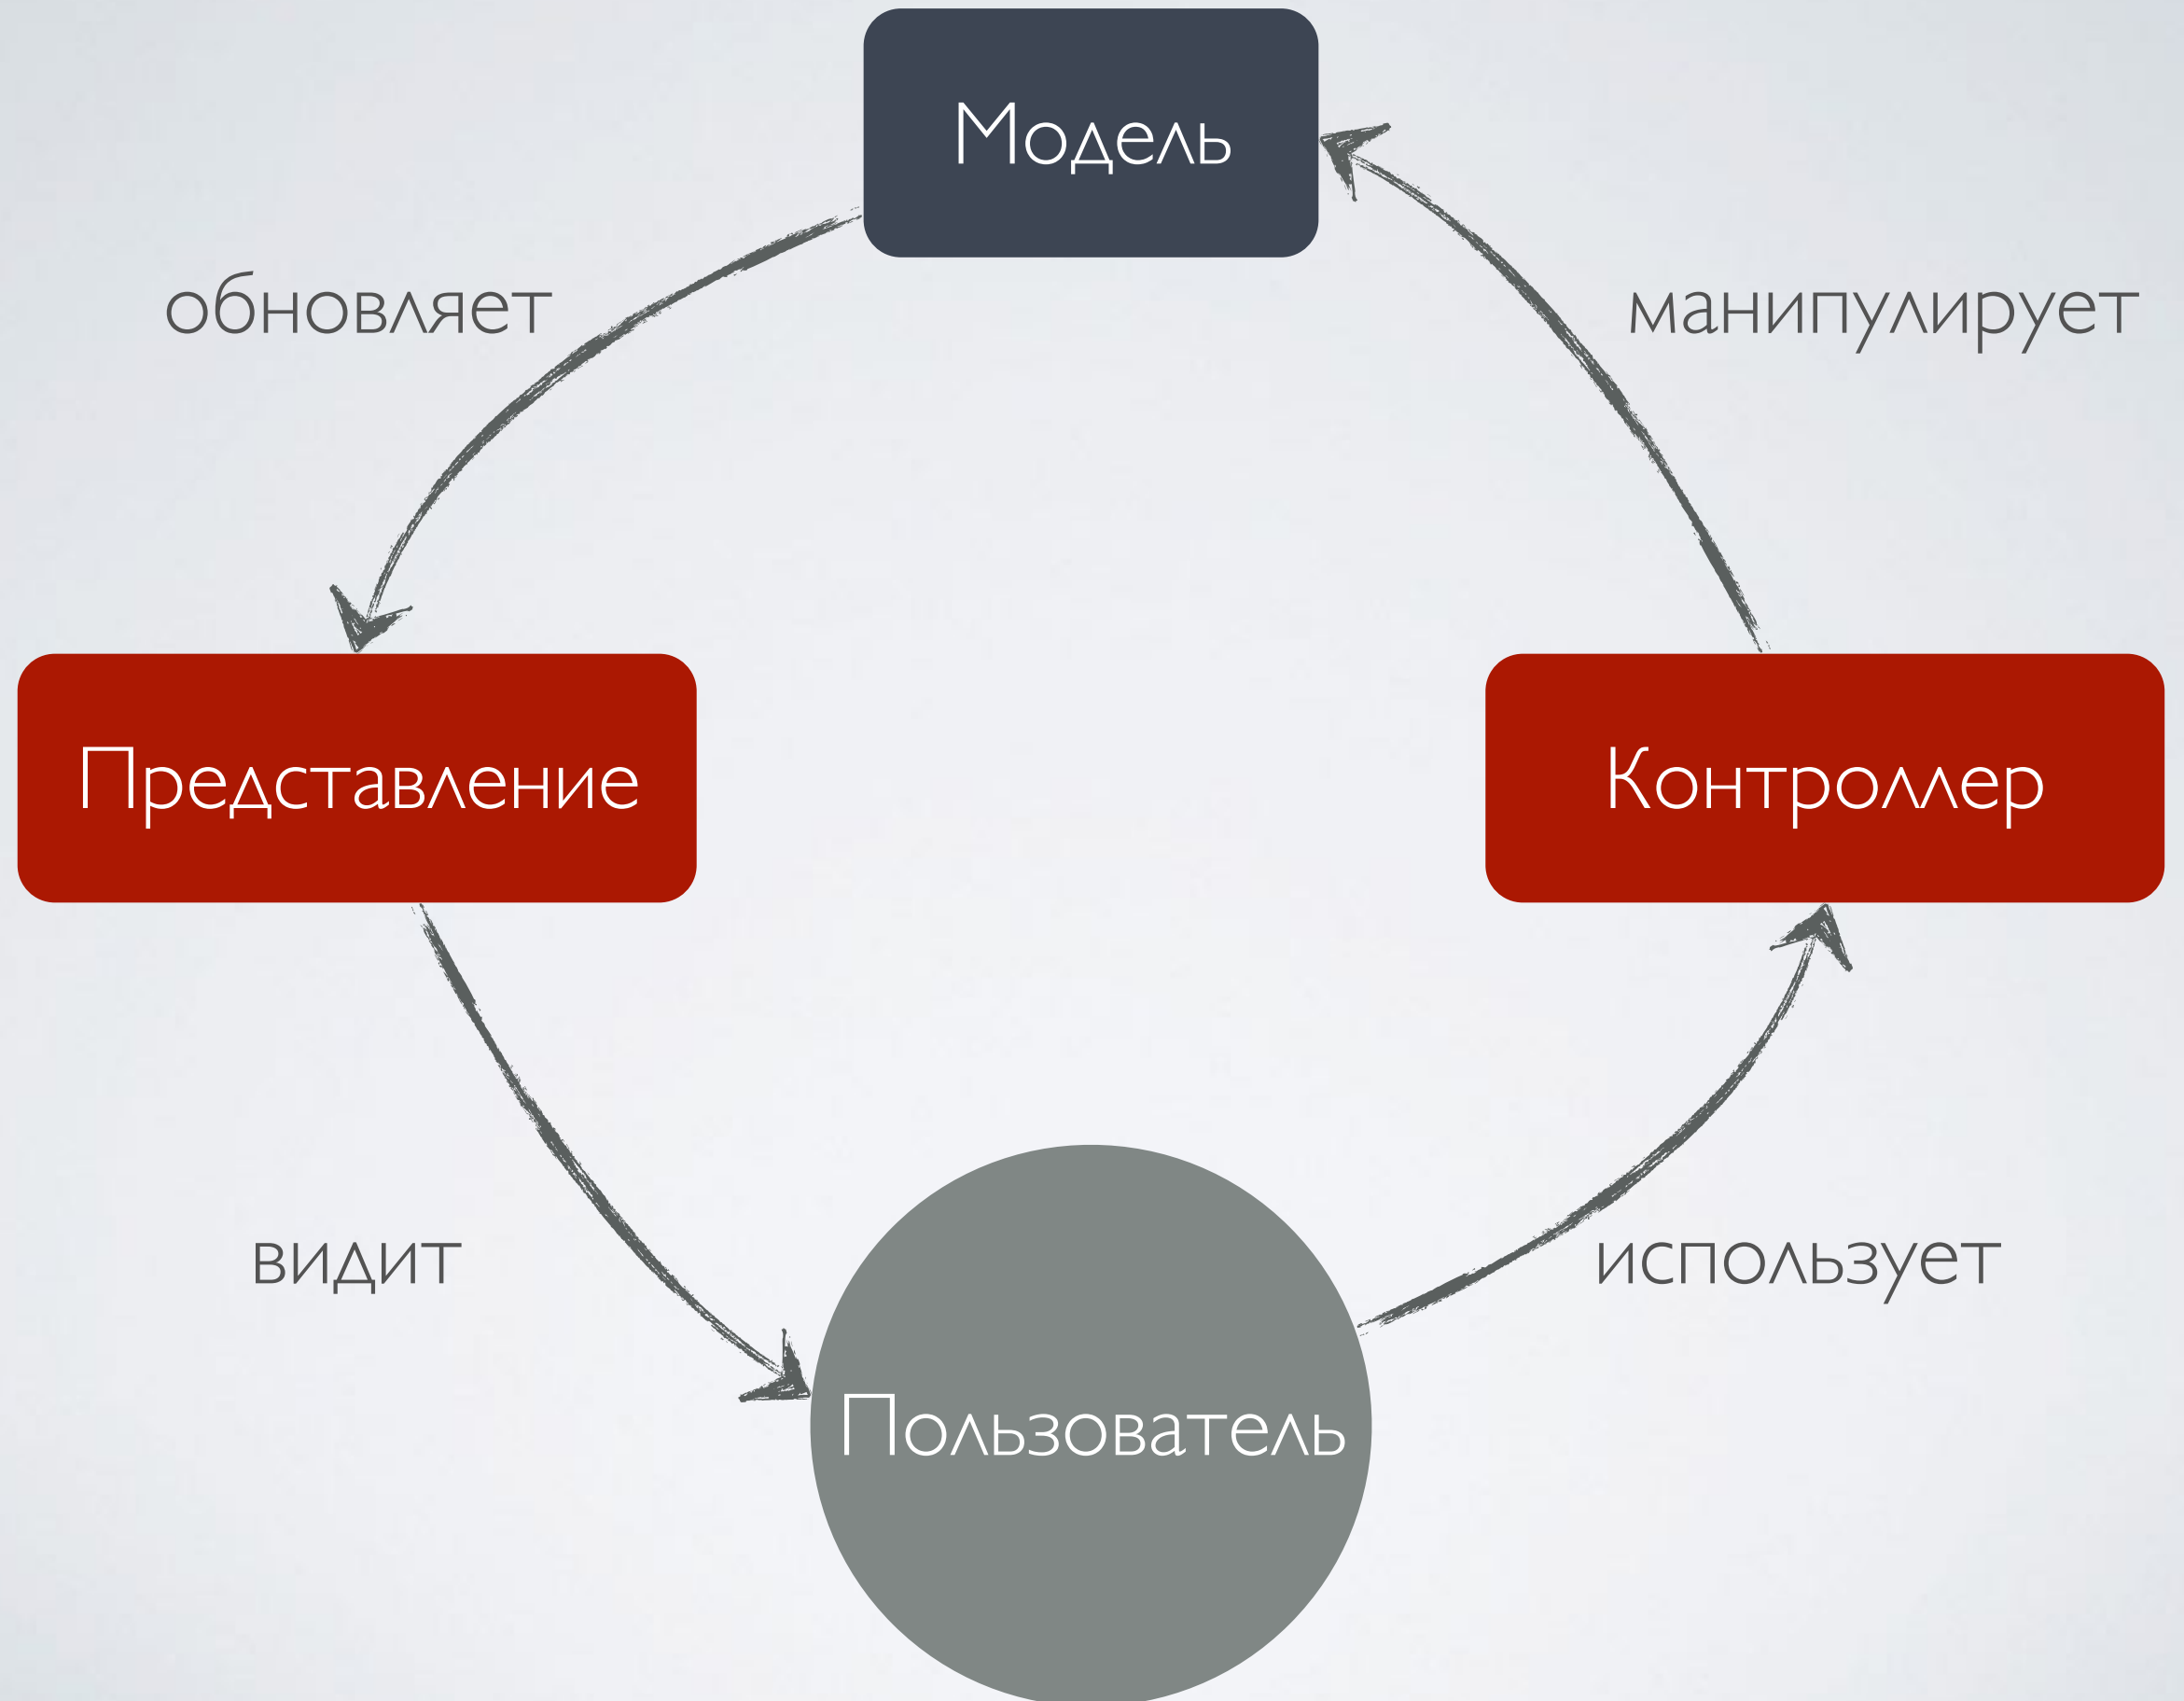 Модель
обновляет
манипулирует
Представление
Контроллер
видит
использует
Пользователь